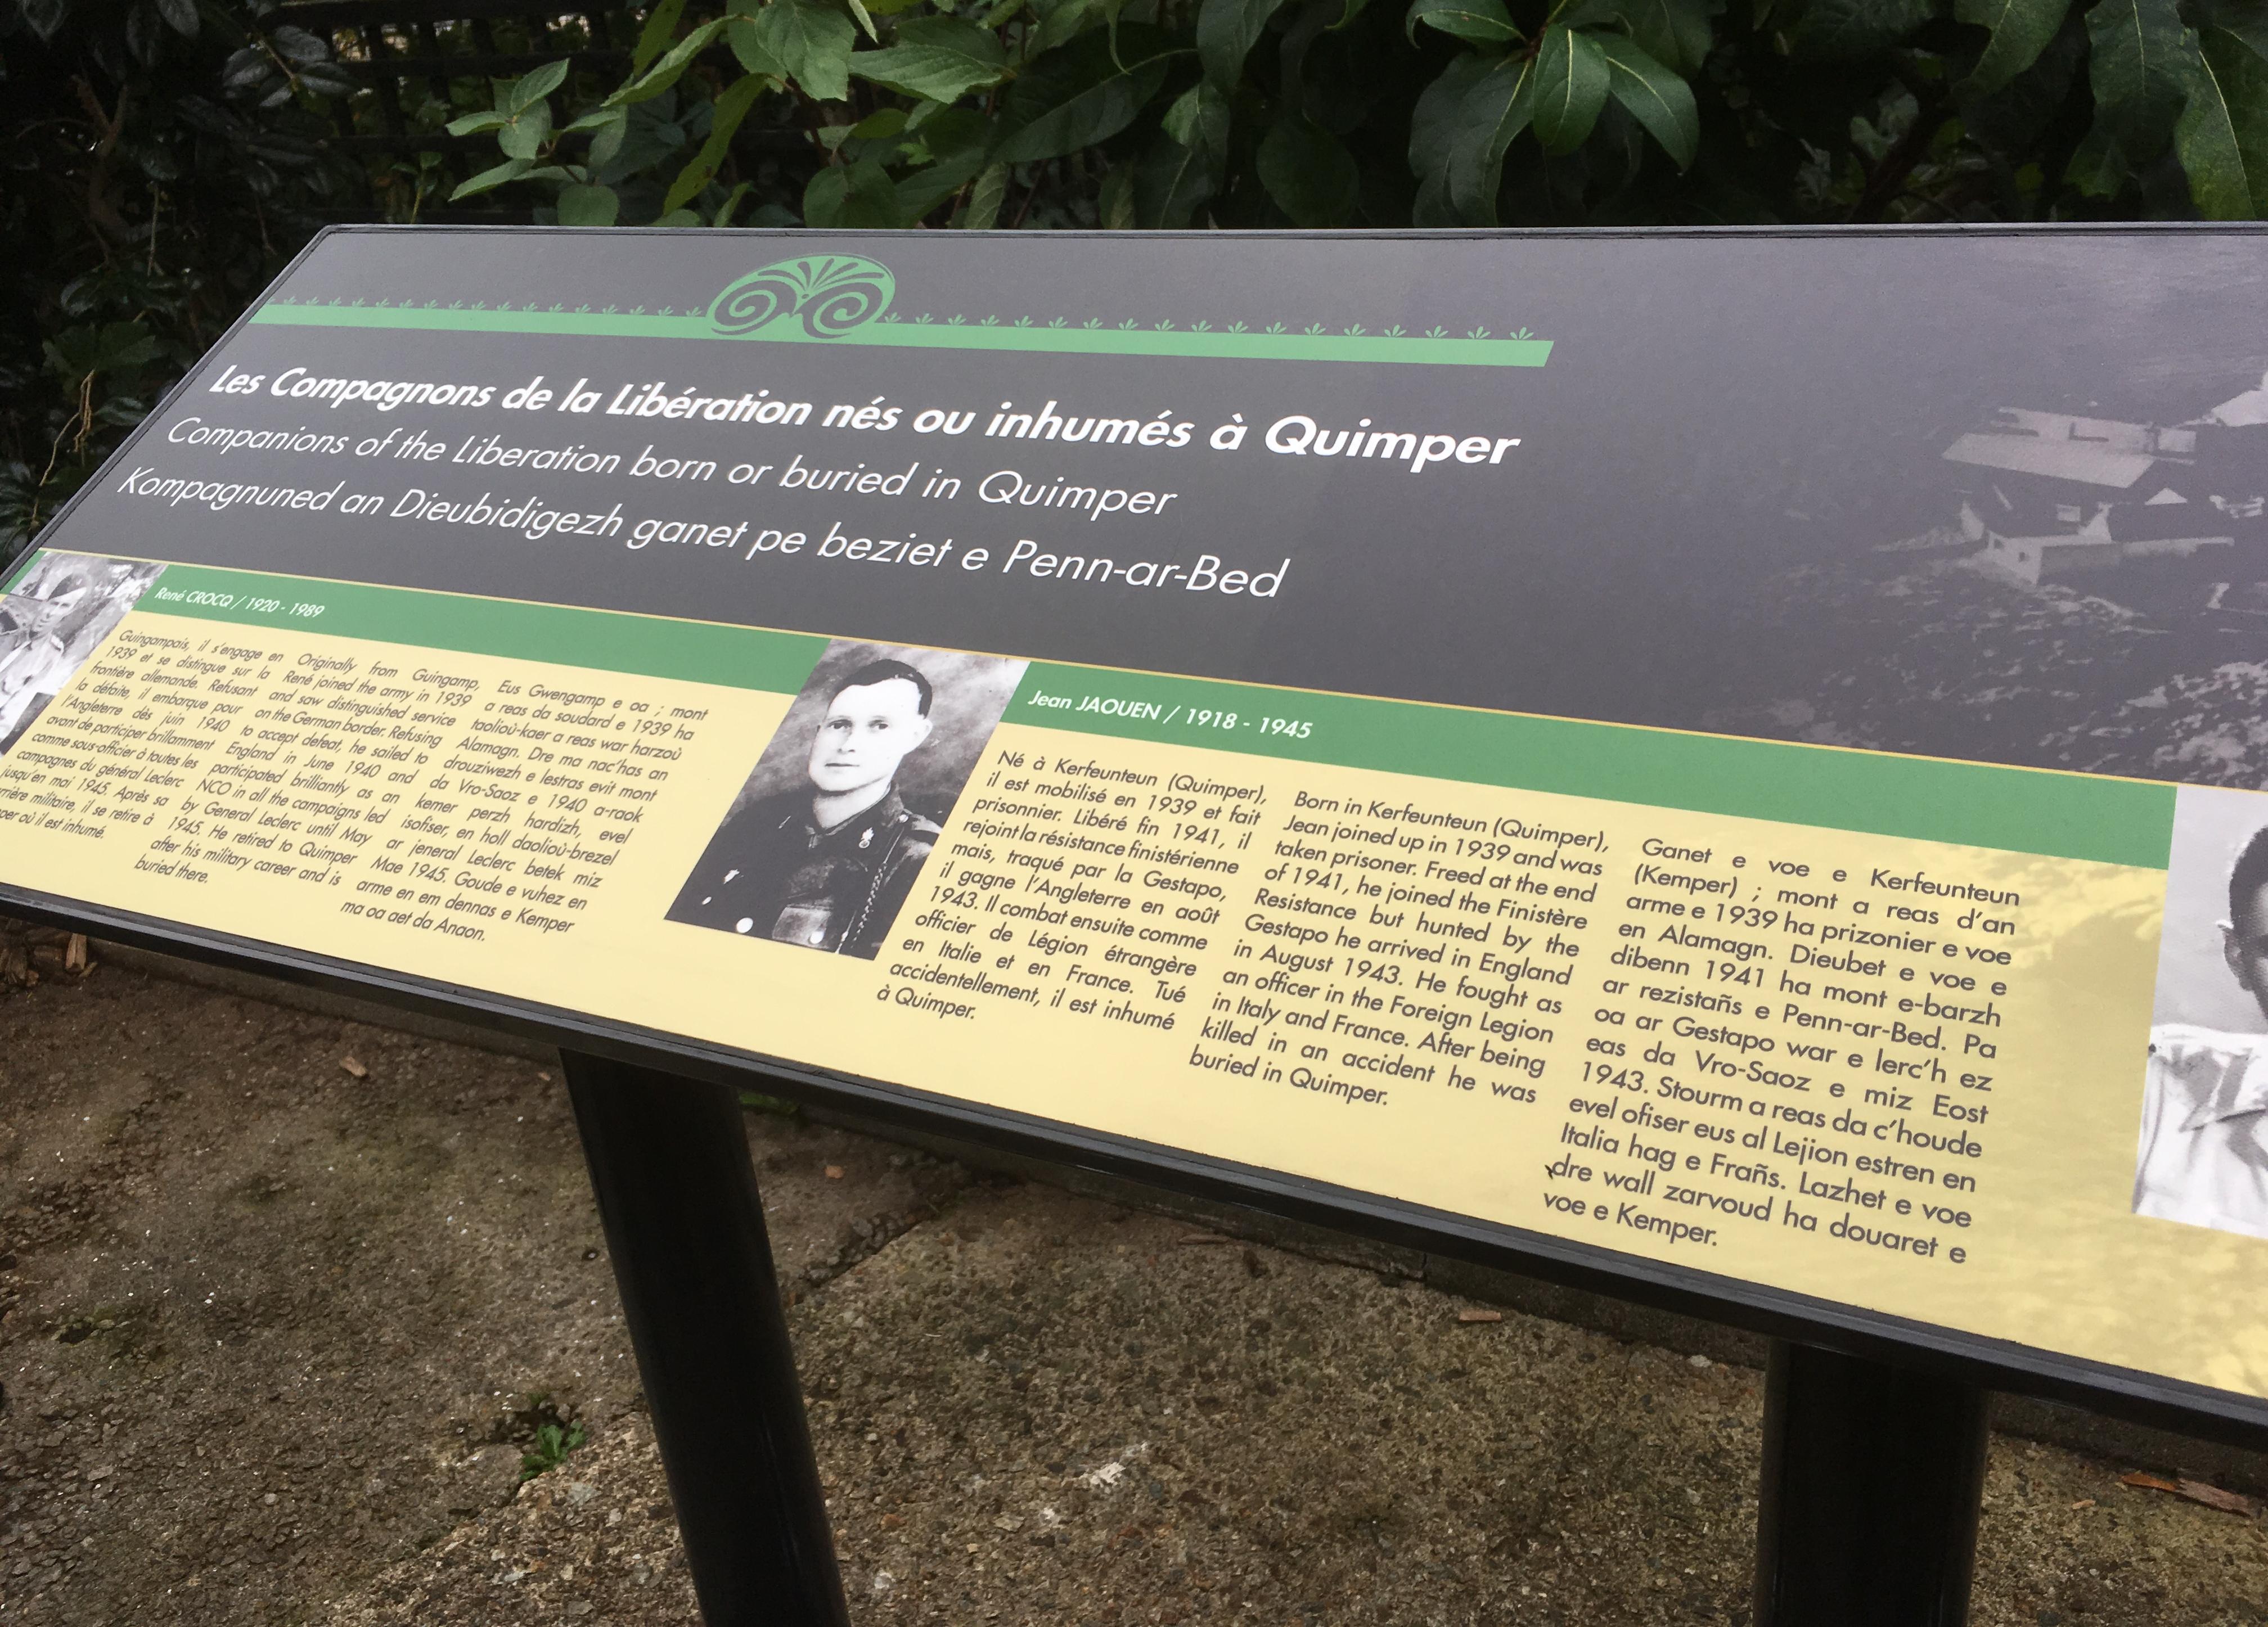 Les Compagnons de la Libération nés ou inhumés à Quimper
Companions of the Liberation born or buried in Quimper
Kompagnuned an Dieubidigezh ganet pe beziet e Penn-ar-Bed
René CROCQ / 1920 - 1989
Guingampais, il s'engage en
1939 et se distingue sur la
frontière allemande. Refusant
la défaite, il embarque pour
l'Angleterre dès juin 1940
avant de participer brillamment
comme sous-officier à toutes les
campagnes du général Leclerc
jusqu'en mai 1945. Après sa
militaire, il se retire à
où il est inhumé.
Originally from Guingamp,
René joined the army in 1939
and saw distinguished service
on the German border. Refusing
to accept defeat, he sailed to
England in June 1940 and
participated brilliantly as an
NCO in all the campaigns led
by General Leclerc until May
1945. He retired to Quimper
after his military career and is
buried there.
Eus Gwengamp e oa ; mont
a reas da soudard e 1939 ha
taolioù-kaer a reas war harzoù
Alamagn. Dre ma nac'has an
drouziwezh e lestras evit mont
da Vro-Saoz e 1940 a-raok
kemer perzh hardizh, evel
isofiser, en holl daolioù-brezel
ar jeneral Leclerc betek miz
Mae 1945. Goude e vuhez en
arme en em dennas e Kemper
ma oa aet da Anaon.
Jean JAOUEN / 1918 - 1945
Né à Kerfeunteun (Quimper),
il est mobilisé en 1939 et fait
prisonnier. Libéré fin 1941, il
rejoint la résistance finistérienne
mais, traqué par la Gestapo,
il gagne l'Angleterre en août
1943. Il combat ensuite comme
officier de Légion étrangère
en Italie et en France. Tué
accidentellement, il est inhumé
à Quimper.
Born in Kerfeunteun (Quimper),
Jean joined up in 1939 and was
taken prisoner. Freed at the end
of 1941, he joined the Finistère
Resistance but hunted by the
Gestapo he arrived in England
in August 1943. He fought as
an officer in the Foreign Legion
in Italy and France. After being
killed in an accident he was
buried in Quimper.
Ganet e voe e Kerfeunteun
(Kemper) ; mont a reas d'an
arme e 1939 ha prizonier e voe
en Alamagn. Dieubet e voe e
dibenn 1941 ha mont e-barzh
ar rezistañs e Penn-ar-Bed. Pa
oa ar Gestapo war e lerc'h ez
eas da Vro-Saoz e miz Eost
1943. Stourm a reas da c'houde
evel ofiser eus al Lejion estren en
Italia hag e Frañs. Lazhet e voe
dre wall zarvoud ha douaret e
voe e Kemper.